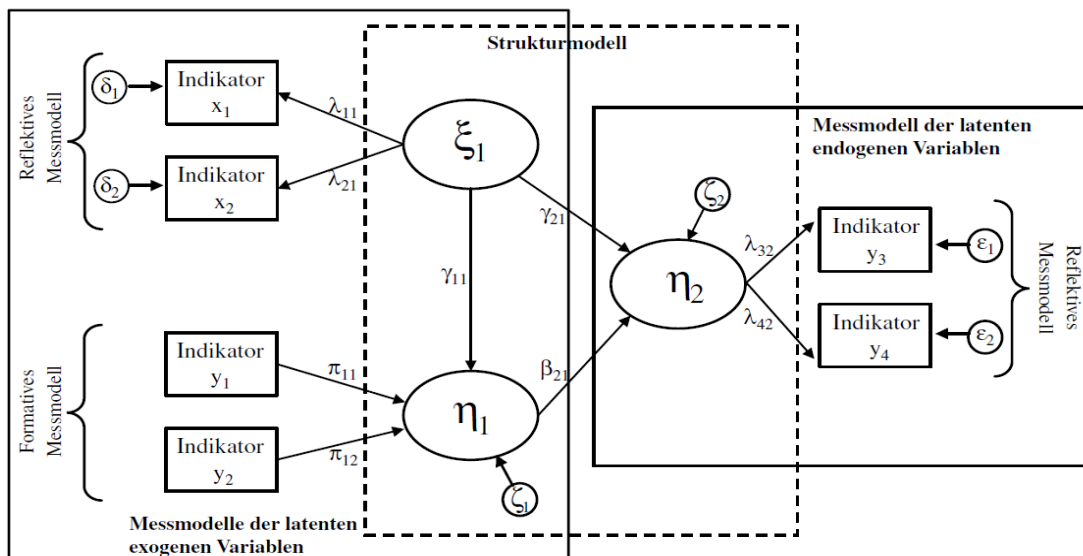 Strukturmodell
Reflektives
Messmodell
δ1
Indikator
x1
λ11
δ2
Indikator
x2
λ21
ξ1
γ21
γ11
Messmodell der latenten
endogenen Variablen
ζ2
η2
λ32
Indikator
y3
ε1
λ42
Indikator
y4
ε2
Reflektives
Messmodell
Formatives
Messmodell
Indikator
y1
π11
Indikator
y2
π12
η1
β21
ζ1
Messmodelle der latenten
exogenen Variablen